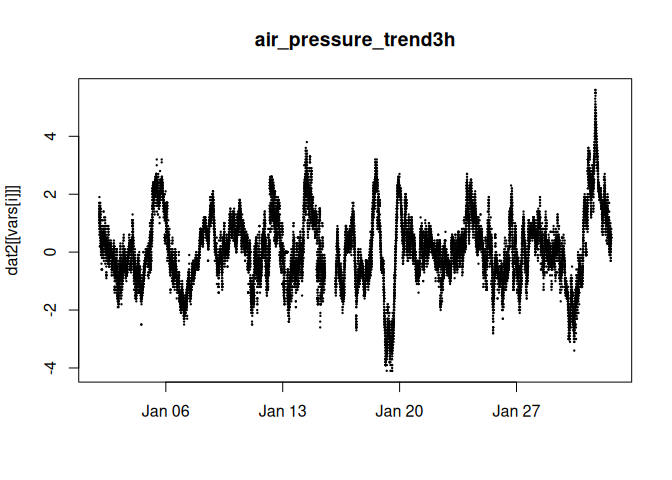 air_pressure_trend3h
dat2[[vars[i]]]
4
2
0
-2
-4
Jan 06
Jan 13
Jan 20
Jan 27